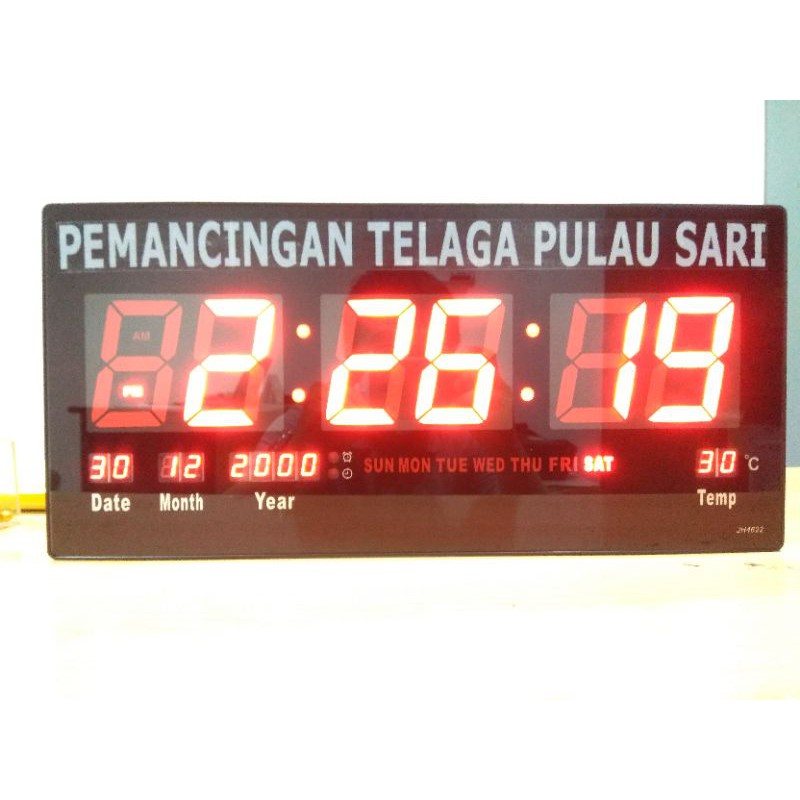 PEMANCINGAN TELAGA PULAU SARI
AM
PM
2:26:19
30 12 2000 SUN MON TUE WED THU FRI SAT 30 °C
Date Month Year Temp
JH4622